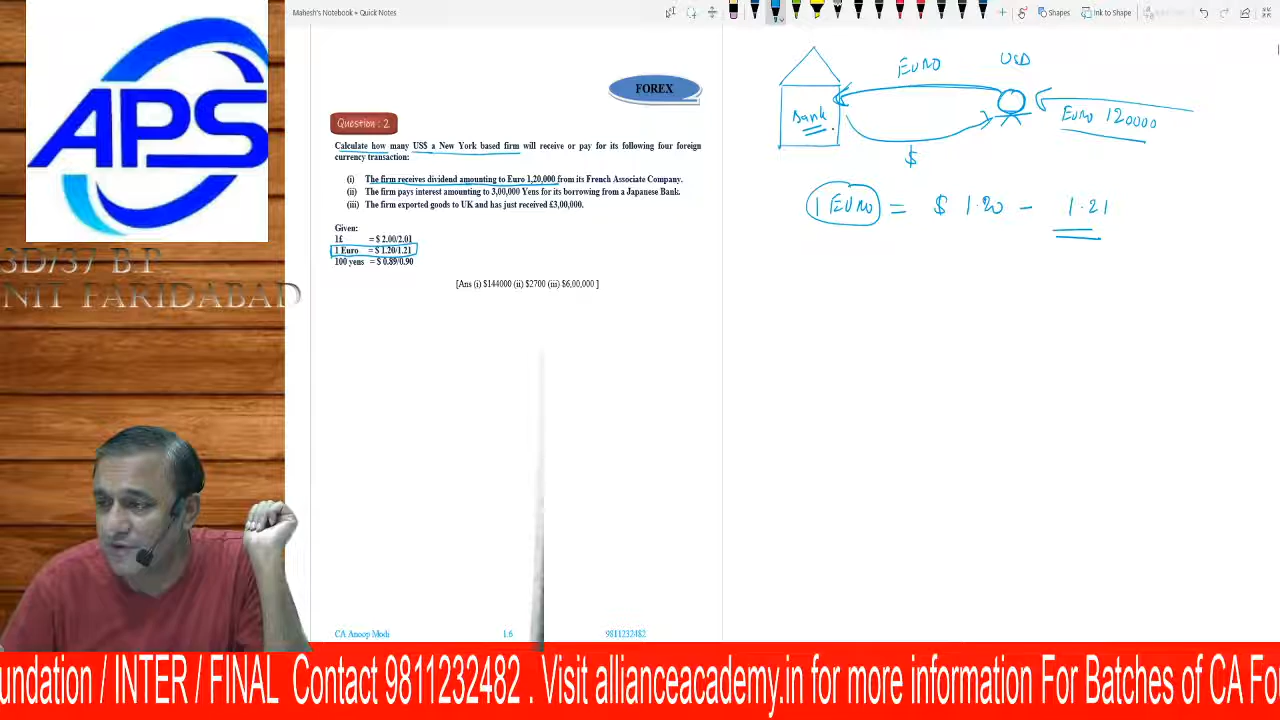 Mahesh's Notebook + Quick Notes
Shapes
Ink to Shape
APS
3D/37 B.P.
NIT FARIDABAD
FOREX
Question : 2
Calculate how many US$ a New York based firm will receive or pay for its following four foreign
currency transaction:
(i) The firm receives dividend amounting to Euro 1,20,000 from its French Associate Company.
(ii) The firm pays interest amounting to 3,00,000 Yens for its borrowing from a Japanese Bank.
(iii) The firm exported goods to UK and has just received £3,00,000.
Given:
1£ = $ 2.00/2.01
1 Euro = $ 1.20/1.21
100 yens = $ 0.89/0.90
[Ans (i) $144000 (ii) $2700 (iii) $6,00,000 ]
CA Anoop Modi 1.6 9811232482
EURO USD
Bank
EURO 120000
$
1 EURO = $ 1.20 - 1.21
undation / INTER / FINAL Contact 9811232482 . Visit allianceacademy.in for more information For Batches of CA Fo